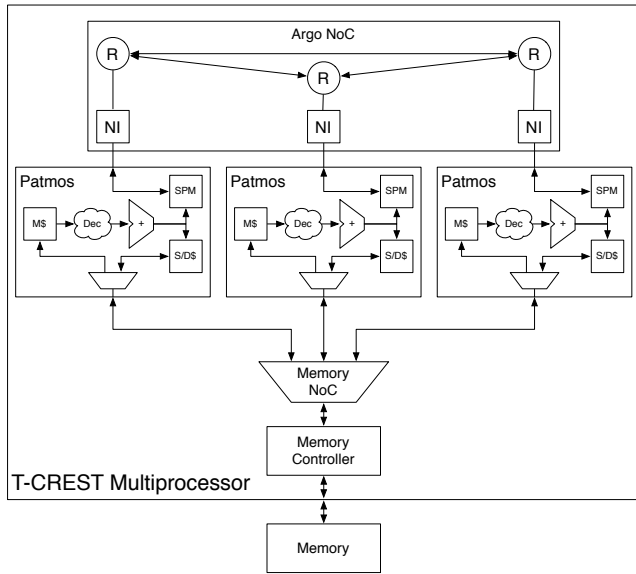 Argo NoC
R
R
R
NI
NI
NI
Patmos
SPM
M$
Dec
+
S/D$
Patmos
SPM
M$
Dec
+
S/D$
Patmos
SPM
M$
Dec
+
S/D$
Memory
NoC
Memory
Controller
T-CREST Multiprocessor
Memory